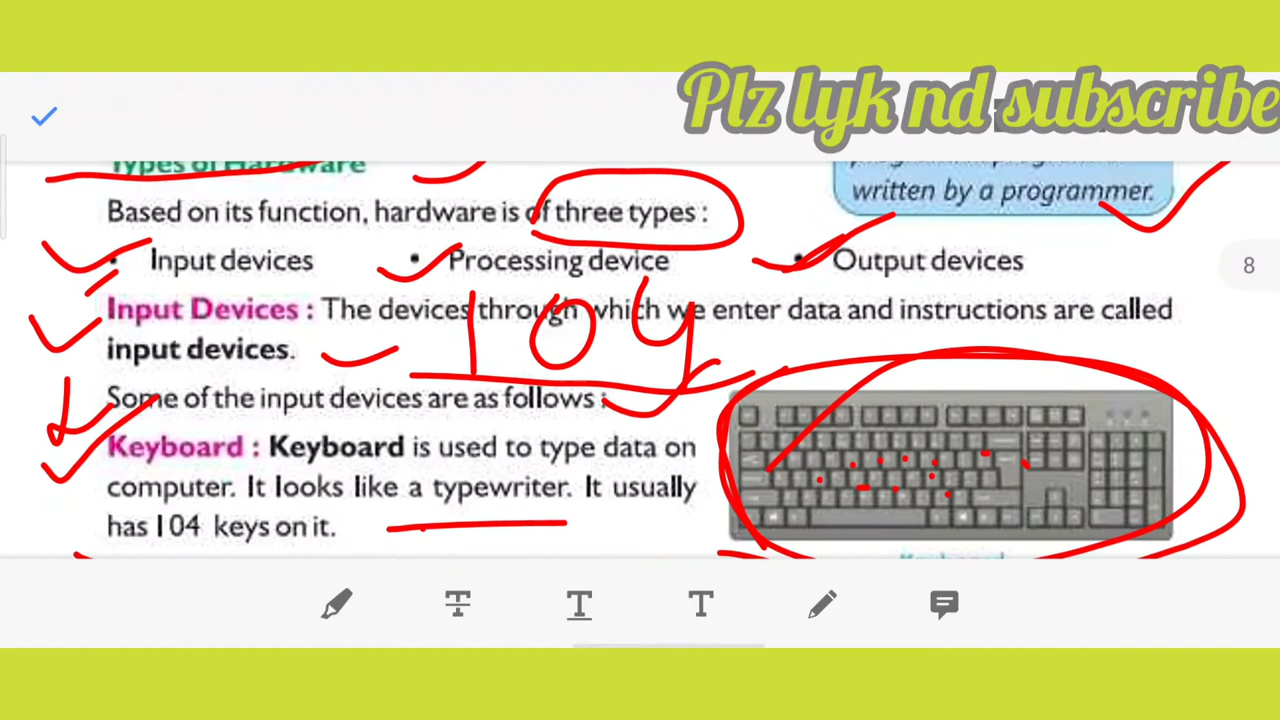 Plz lyk nd subscribe
Types of Hardware
written by a programmer.
Based on its function, hardware is of three types :
• Input devices • Processing device • Output devices
8
Input Devices : The devices through which we enter data and instructions are called
input devices.
104
Some of the input devices are as follows :
Keyboard : Keyboard is used to type data on
computer. It looks like a typewriter. It usually
has 104 keys on it.
Keyboard